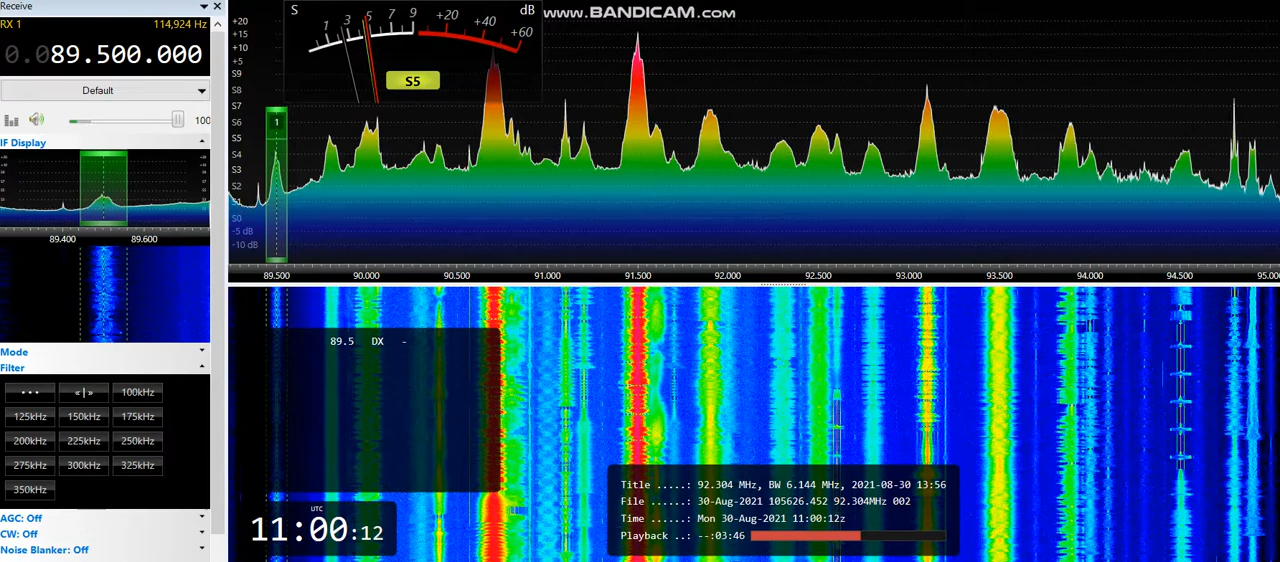 Receive
RX 1 114,924 Hz
0.089.500.000
Default
100
IF Display
89.400 89.600
Mode
Filter
••• «|» 100kHz
125kHz 150kHz 175kHz
200kHz 225kHz 250kHz
275kHz 300kHz 325kHz
350kHz
AGC: Off
CW: Off
Noise Blanker: Off
www.BANDICAM.com
S 1 3 5 7 9 +20 +40 +60 dB
S5
+20
+15
+10
+5
S9
S8
S7
S6
S5
S4
S3
S2
S1
S0
-5 dB
-10 dB
1
89.500 90.000 90.500 91.000 91.500 92.000 92.500 93.000 93.500 94.000 94.500 95.000
89.5 DX -
UTC
11:00:12
Title .....: 92.304 MHz, BW 6.144 MHz, 2021-08-30 13:56
File ......: 30-Aug-2021 105626.452 92.304MHz 002
Time ......: Mon 30-Aug-2021 11:00:12z
Playback ..: --:03:46